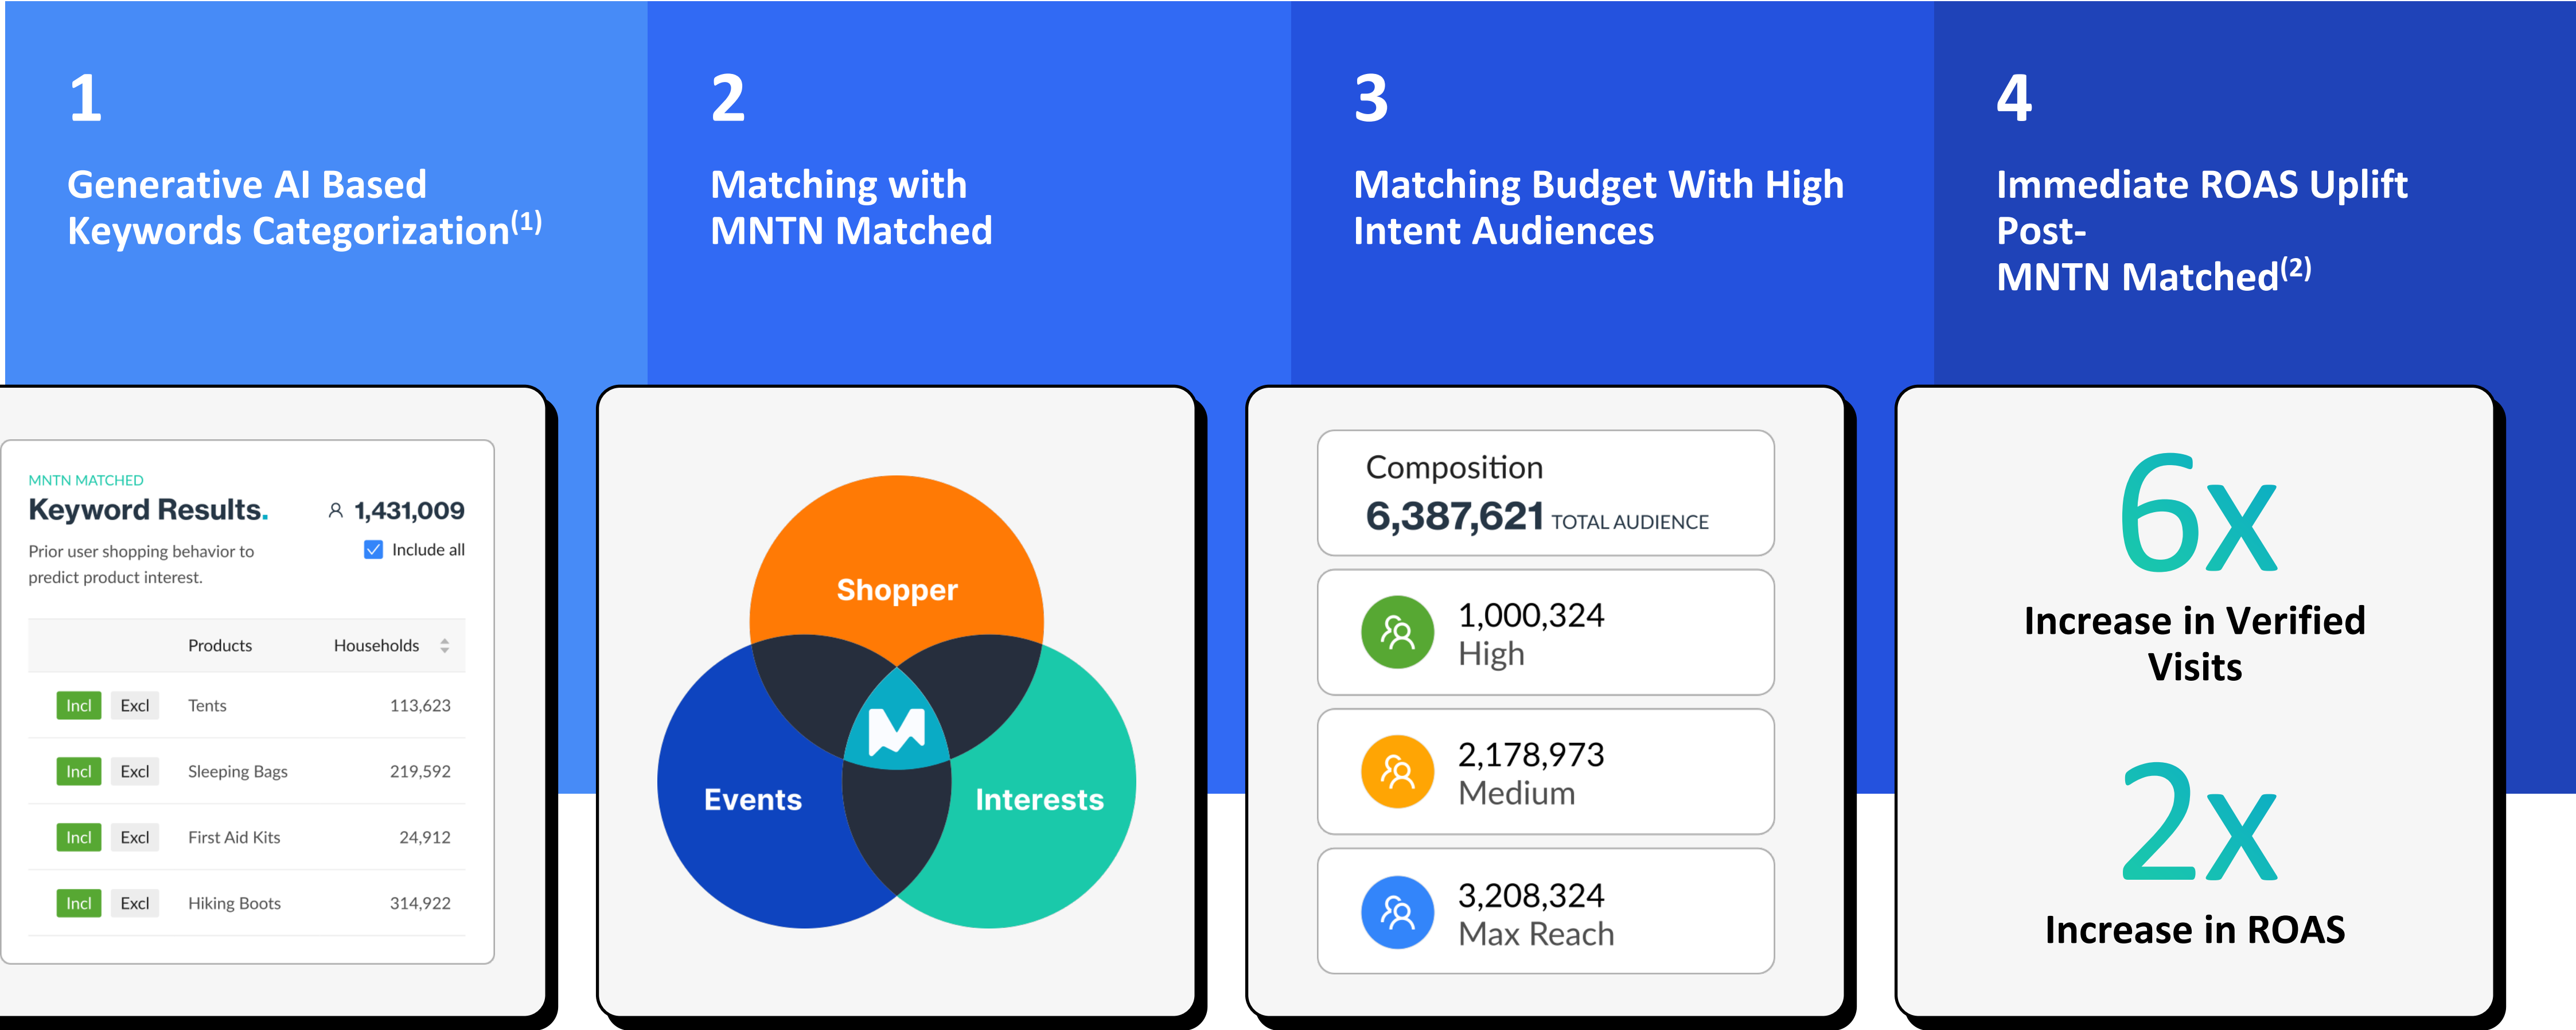 1
Generative AI Based
Keywords Categorization(1)
2
Matching with
MNTN Matched
3
Matching Budget With High
Intent Audiences
4
Immediate ROAS Uplift
Post-
MNTN Matched(2)
MNTN MATCHED
Keyword Results.
1,431,009
Prior user shopping behavior to
predict product interest.
Include all
Products Households
Incl Excl Tents 113,623
Incl Excl Sleeping Bags 219,592
Incl Excl First Aid Kits 24,912
Incl Excl Hiking Boots 314,922
Shopper
Events
Interests
Composition
6,387,621 TOTAL AUDIENCE
1,000,324
High
2,178,973
Medium
3,208,324
Max Reach
6x
Increase in Verified
Visits
2x
Increase in ROAS